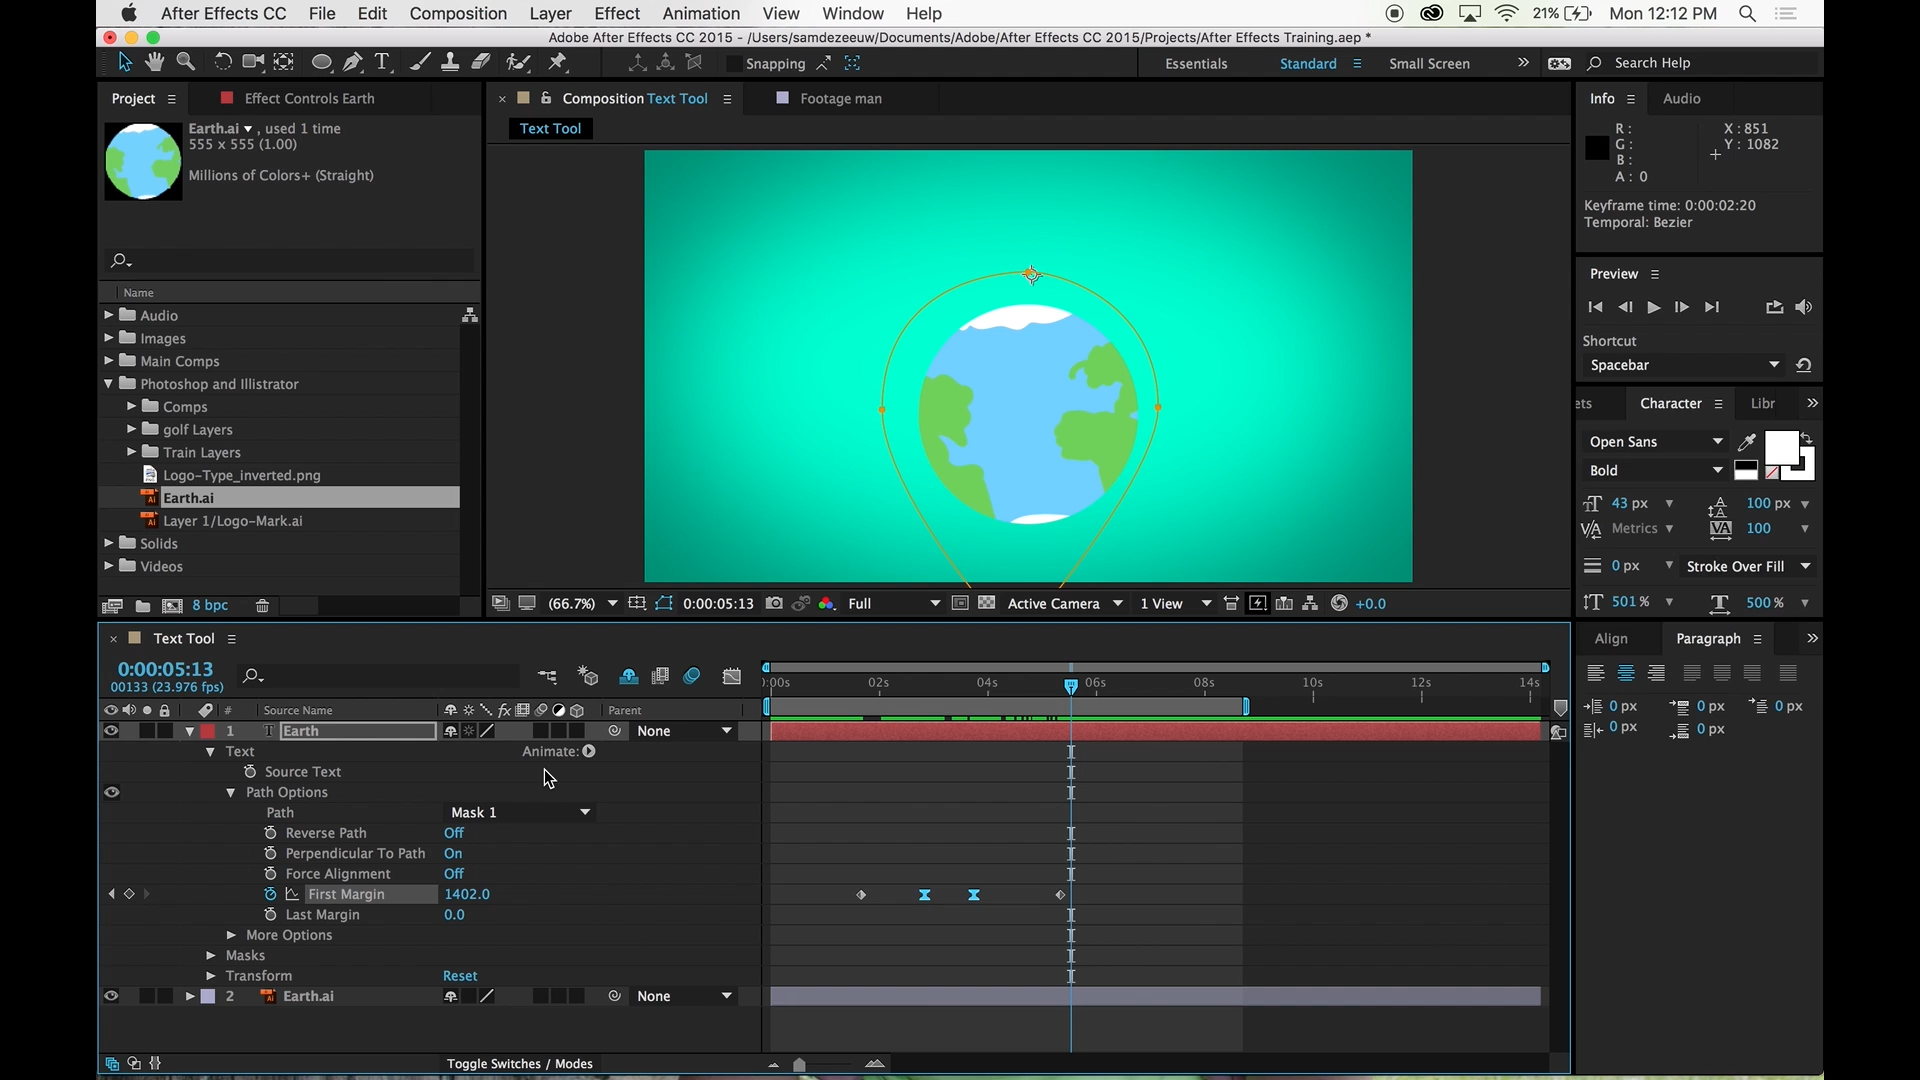 After Effects CC File Edit Composition Layer Effect Animation View Window Help 21% Mon 12:12 PM
Adobe After Effects CC 2015 - /Users/samdezeeuw/Documents/Adobe/After Effects CC 2015/Projects/After Effects Training.aep *
T Snapping Essentials Standard Small Screen Search Help
Project Effect Controls Earth Composition Text Tool Footage man Info Audio
Earth.ai , used 1 time
555 x 555 (1.00)
Millions of Colors+ (Straight)
Text Tool
R :
G :
B :
A : 0
X : 851
Y : 1082
Keyframe time: 0:00:02:20
Temporal: Bezier
Preview
Shortcut
Spacebar
Name
Audio
Images
Main Comps
Photoshop and Illistrator
Comps
golf Layers
Train Layers
Logo-Type_inverted.png
Earth.ai
Layer 1/Logo-Mark.ai
Solids
Videos
8 bpc
ets Character Libr
Open Sans
Bold
43 px 100 px
Metrics 100
0 px Stroke Over Fill
501 % 500 %
(66.7%) 0:00:05:13 Full Active Camera 1 View +0.0
Text Tool
0:00:05:13
00133 (23.976 fps)
:00s 02s 04s 06s 08s 10s 12s 14s
# Source Name fx Parent
1 T Earth None
Text Animate:
Source Text
Path Options
Path Mask 1
Reverse Path Off
Perpendicular To Path On
Force Alignment Off
First Margin 1402.0
Last Margin 0.0
More Options
Masks
Transform Reset
2 Earth.ai None
Toggle Switches / Modes
Align Paragraph
0 px 0 px 0 px
0 px 0 px